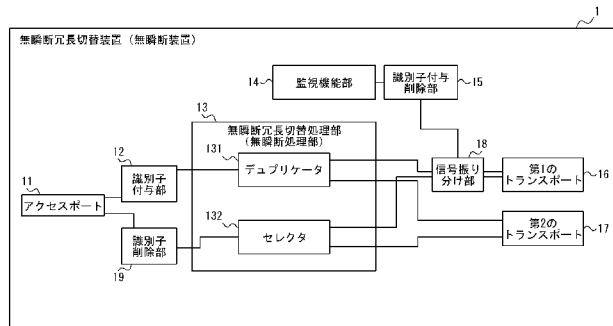 1
無瞬断冗長切替装置(無瞬断装置)
14
監視機能部
識別子付与
削除部
15
13
無瞬断冗長切替処理部
(無瞬断処理部)
12
131
18
11
識別子
付与部
デュプリケータ
信号振り
分け部
第1の
トランスポート
16
アクセスポート
132
識別子
削除部
セレクタ
第2の
トランスポート
17
19